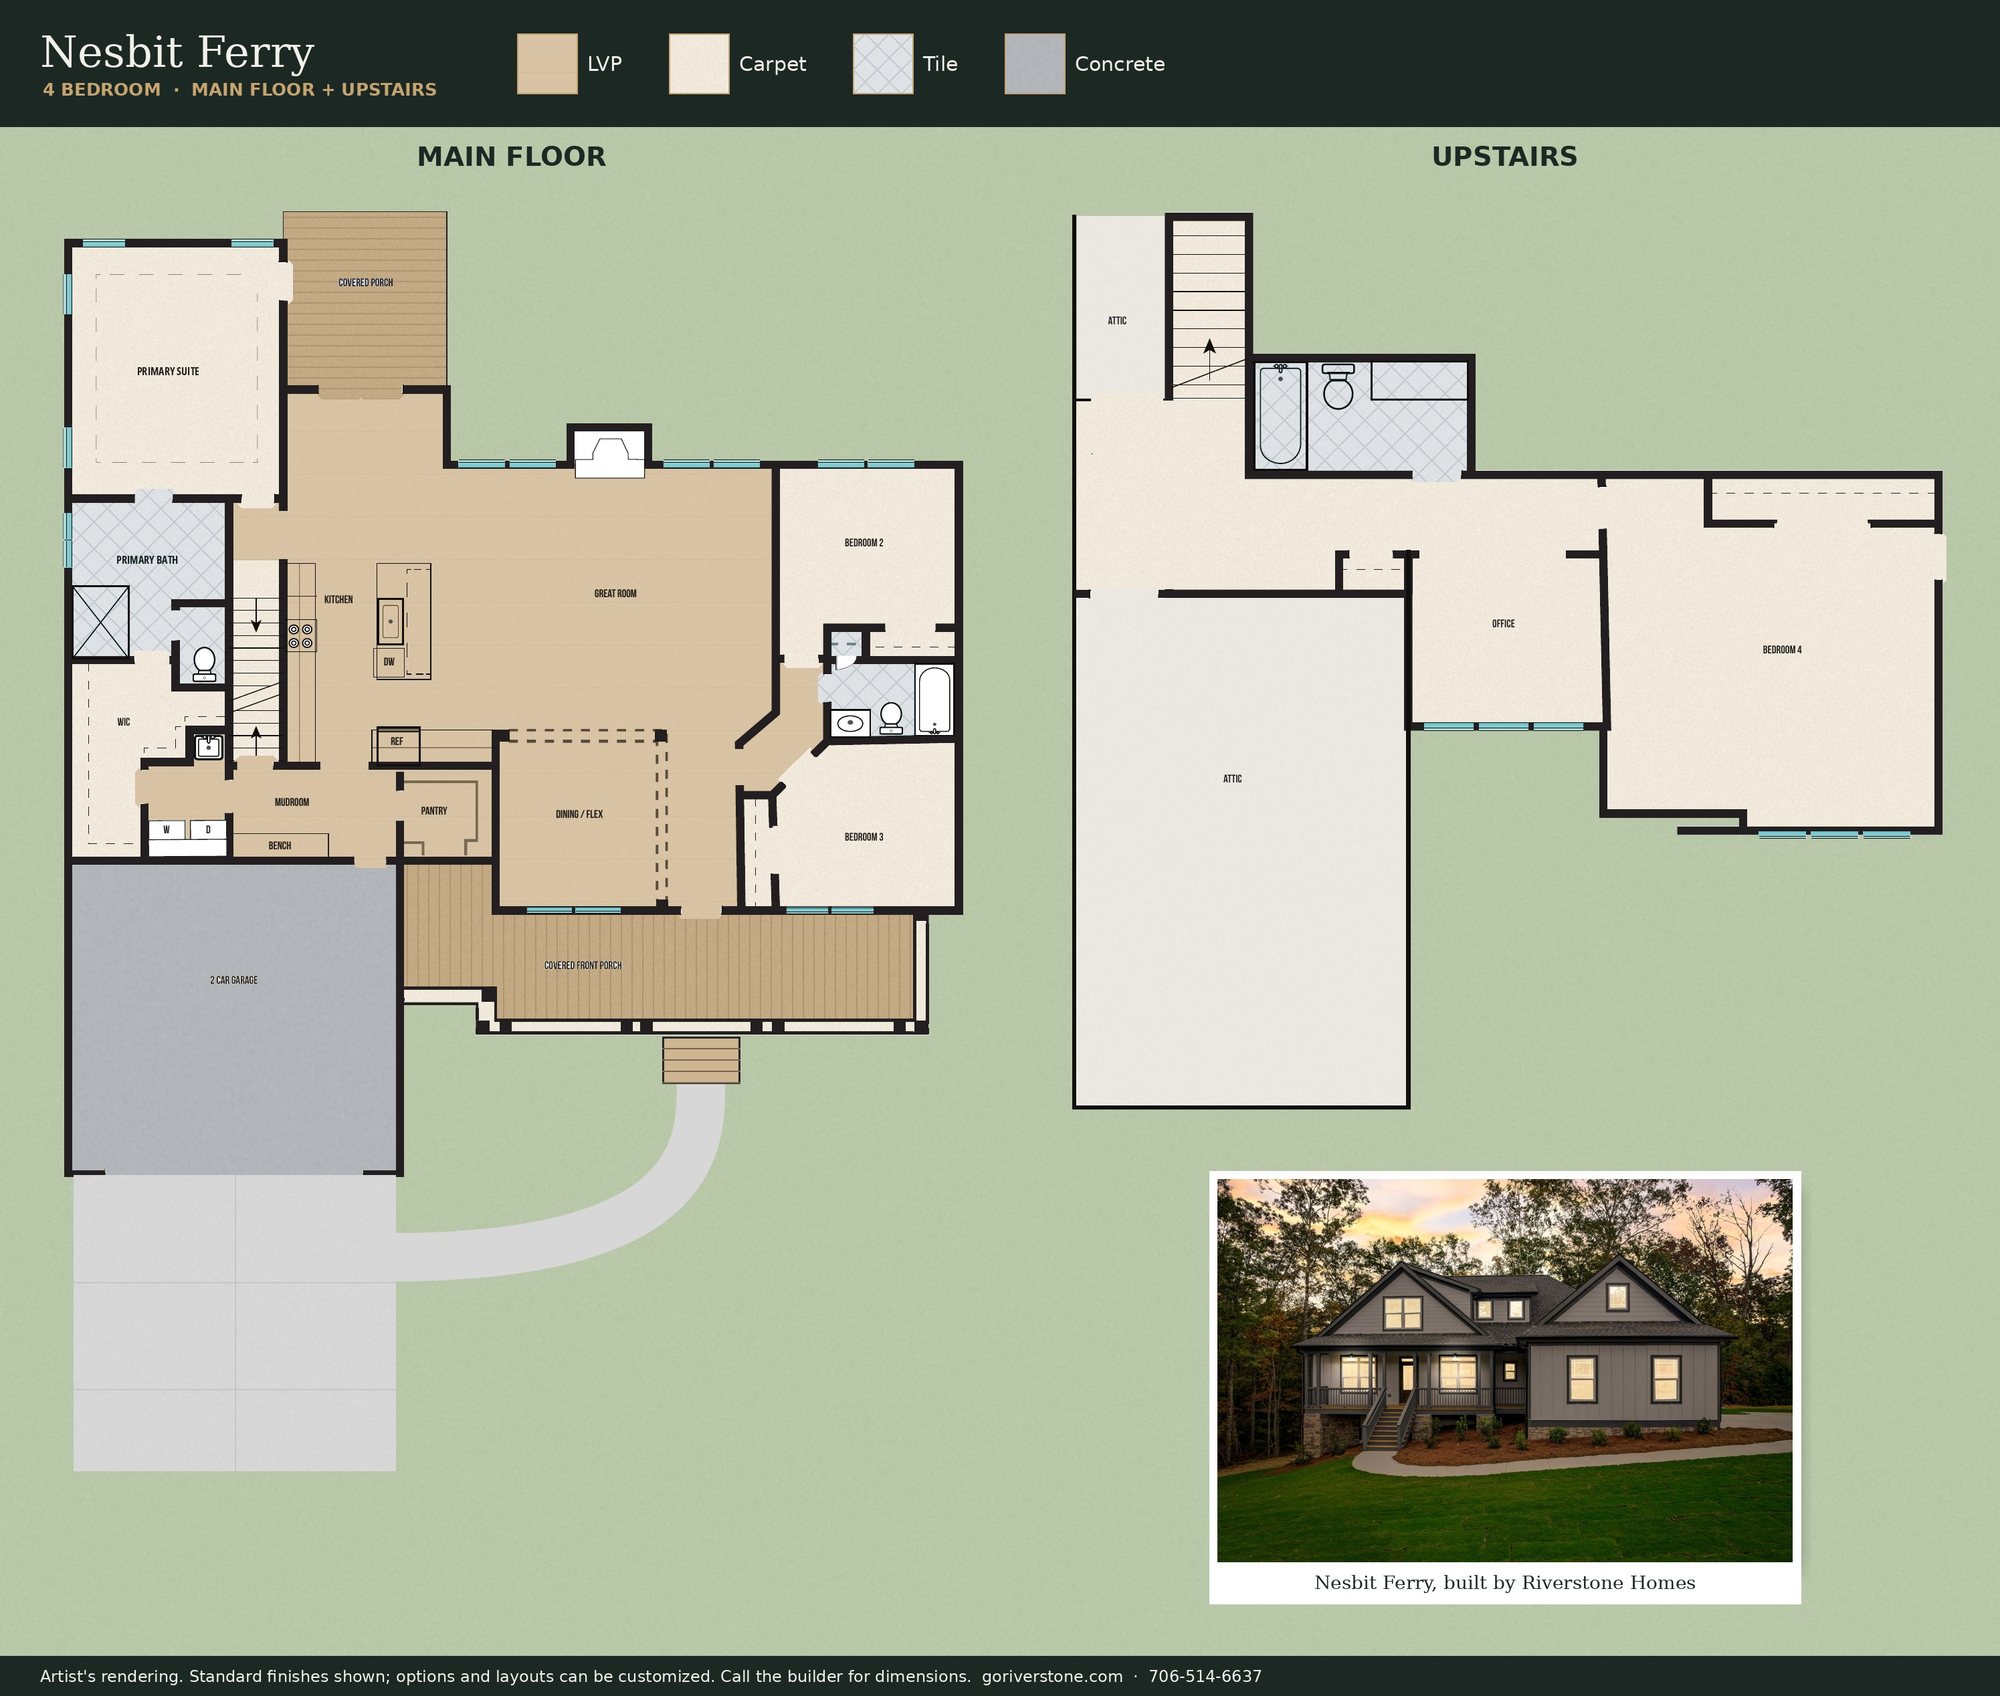 Nesbit Ferry
4 BEDROOM · MAIN FLOOR + UPSTAIRS
LVP
Carpet
Tile
Concrete
MAIN FLOOR
UPSTAIRS
COVERED PORCH
PRIMARY SUITE
PRIMARY BATH
KITCHEN
GREAT ROOM
BEDROOM 2
DW
WIC
REF
MUDROOM
PANTRY
DINING / FLEX
W
D
BENCH
BEDROOM 3
2 CAR GARAGE
COVERED FRONT PORCH
ATTIC
OFFICE
BEDROOM 4
ATTIC
Nesbit Ferry, built by Riverstone Homes
Artist's rendering. Standard finishes shown; options and layouts can be customized. Call the builder for dimensions. goriverstone.com · 706-514-6637